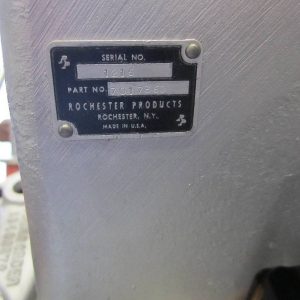 SERIAL NO.
PART NO.
ROCHESTER PRODUCTS
ROCHESTER, N.Y.
MADE IN U.S.A.